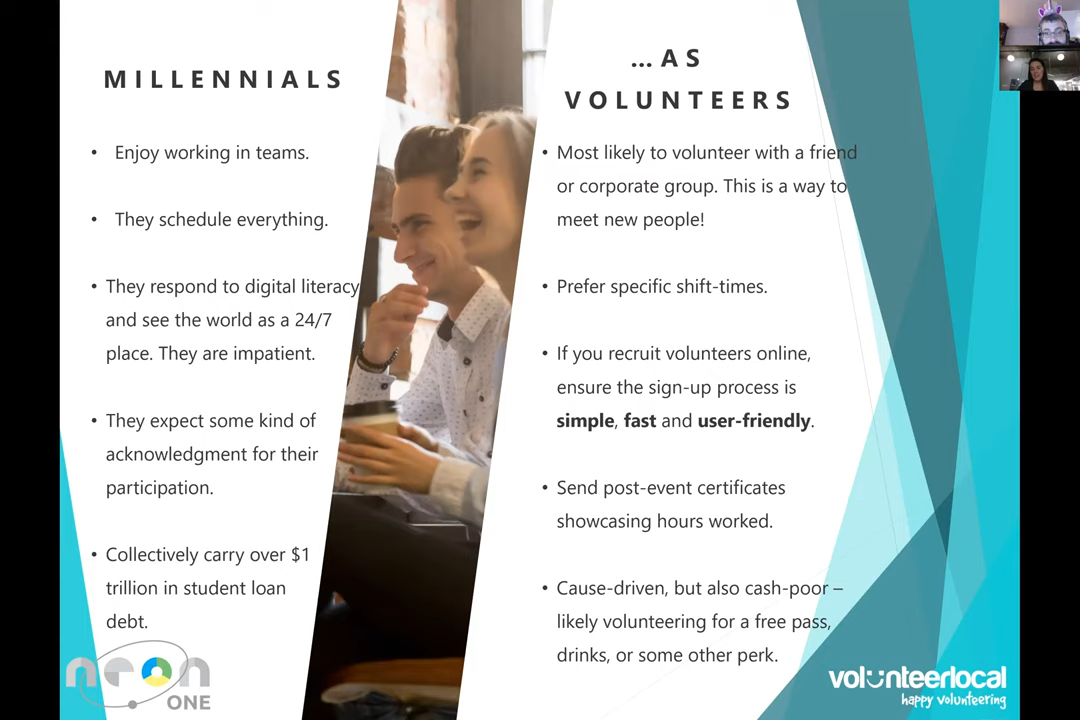 MILLENNIALS
• Enjoy working in teams.
• They schedule everything.
• They respond to digital literacy
and see the world as a 24/7
place. They are impatient.
• They expect some kind of
acknowledgment for their
participation.
• Collectively carry over $1
trillion in student loan
debt.
...AS
VOLUNTEERS
• Most likely to volunteer with a friend
or corporate group. This is a way to
meet new people!
• Prefer specific shift-times.
• If you recruit volunteers online,
ensure the sign-up process is
simple, fast and user-friendly.
• Send post-event certificates
showcasing hours worked.
• Cause-driven, but also cash-poor –
likely volunteering for a free pass,
drinks, or some other perk.
neon
ONE
volunteerlocal
happy volunteering